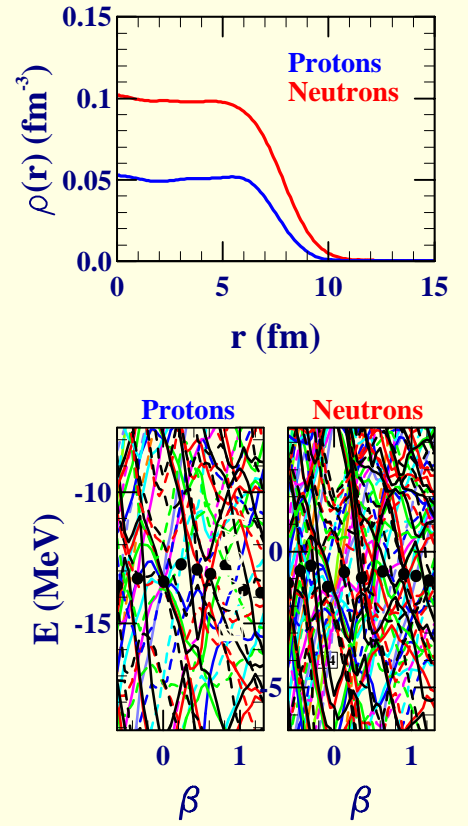 0.15
Protons
Neutrons
0.1
0.05
0.0
ρ(r) (fm⁻³)
0 5 10 15
r (fm)
Protons Neutrons
-10
-15
E (MeV)
0
-5
0 1 0 1
β β